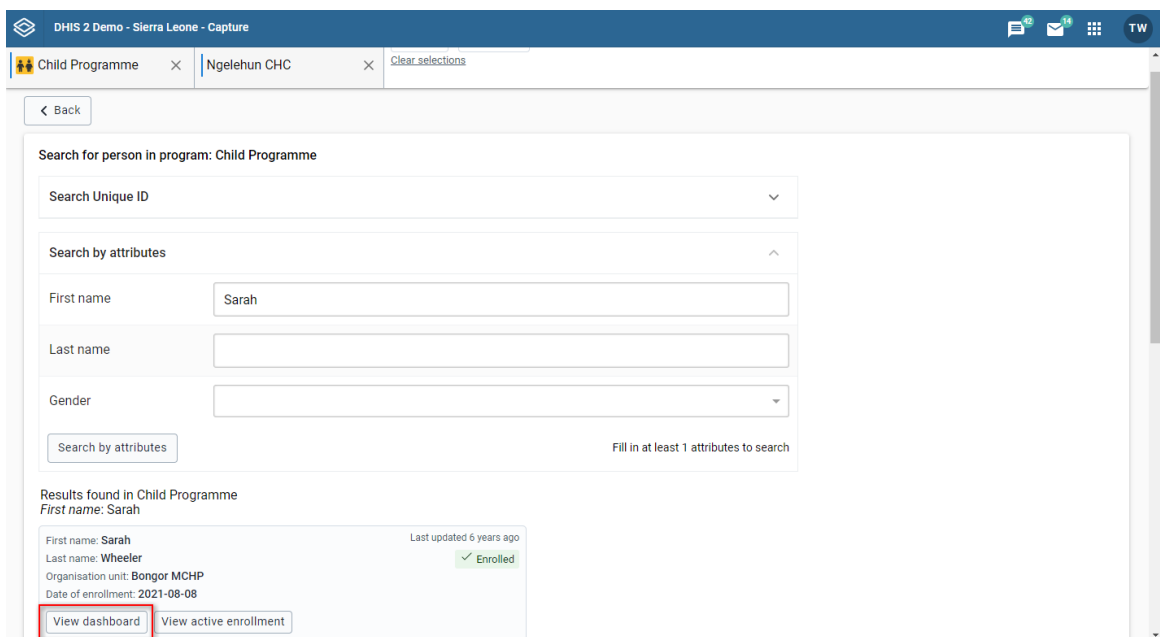 DHIS 2 Demo - Sierra Leone - Capture
42
14
TW
Child Programme
Ngelehun CHC
Clear selections
Back
Search for person in program: Child Programme
Search Unique ID
Search by attributes
First name
Sarah
Last name
Gender
Search by attributes
Fill in at least 1 attributes to search
Results found in Child Programme
First name: Sarah
First name: Sarah
Last updated 6 years ago
Last name: Wheeler
Enrolled
Organisation unit: Bongor MCHP
Date of enrollment: 2021-08-08
View dashboard
View active enrollment